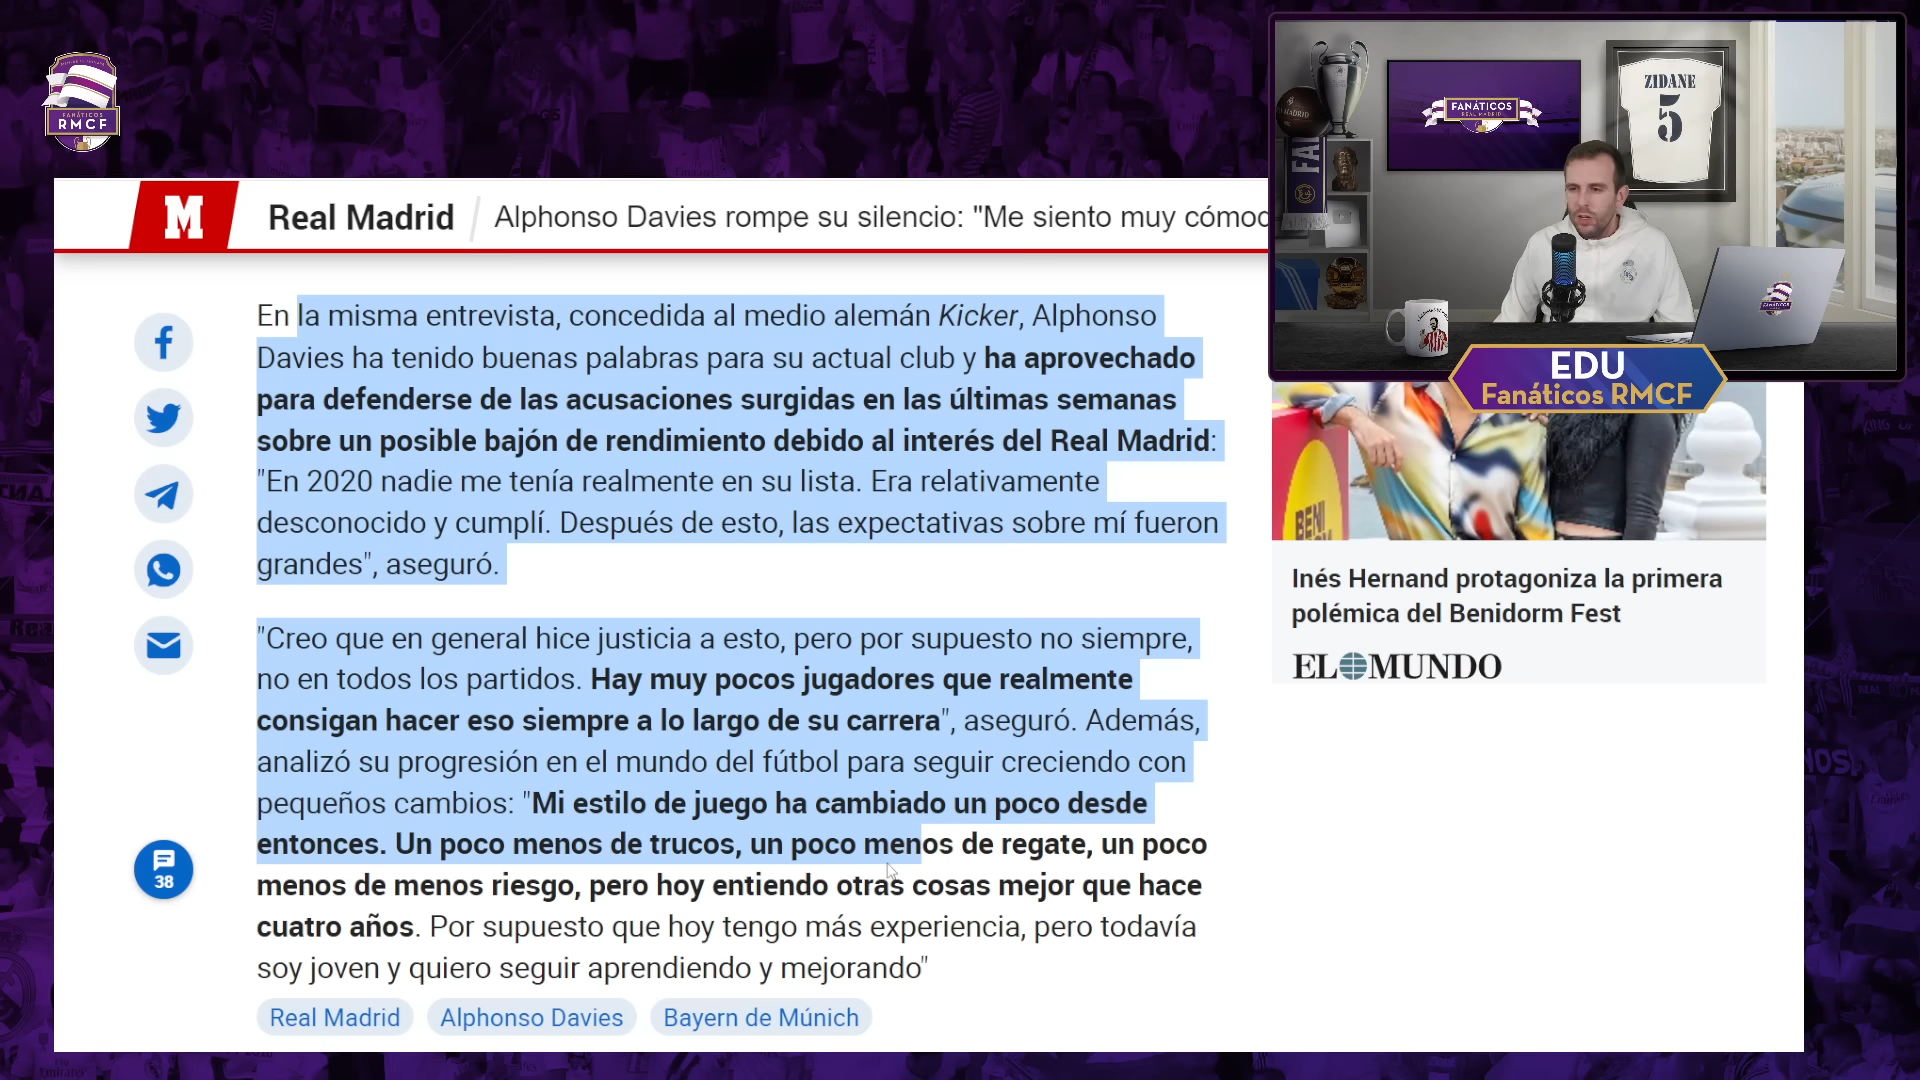 FANÁTICOS
RMCF
M
Real Madrid
Alphonso Davies rompe su silencio: "Me siento muy cómod
En la misma entrevista, concedida al medio alemán Kicker, Alphonso
Davies ha tenido buenas palabras para su actual club y ha aprovechado
para defenderse de las acusaciones surgidas en las últimas semanas
sobre un posible bajón de rendimiento debido al interés del Real Madrid:
"En 2020 nadie me tenía realmente en su lista. Era relativamente
desconocido y cumplí. Después de esto, las expectativas sobre mí fueron
grandes", aseguró.
"Creo que en general hice justicia a esto, pero por supuesto no siempre,
no en todos los partidos. Hay muy pocos jugadores que realmente
consigan hacer eso siempre a lo largo de su carrera", aseguró. Además,
analizó su progresión en el mundo del fútbol para seguir creciendo con
pequeños cambios: "Mi estilo de juego ha cambiado un poco desde
entonces. Un poco menos de trucos, un poco menos de regate, un poco
menos de menos riesgo, pero hoy entiendo otras cosas mejor que hace
cuatro años. Por supuesto que hoy tengo más experiencia, pero todavía
soy joven y quiero seguir aprendiendo y mejorando"
Real Madrid
Alphonso Davies
Bayern de Múnich
38
FANÁTICOS
REAL MADRID
ZIDANE
5
FA
MADRID
EDU
Fanáticos RMCF
BENI
Inés Hernand protagoniza la primera
polémica del Benidorm Fest
EL MUNDO